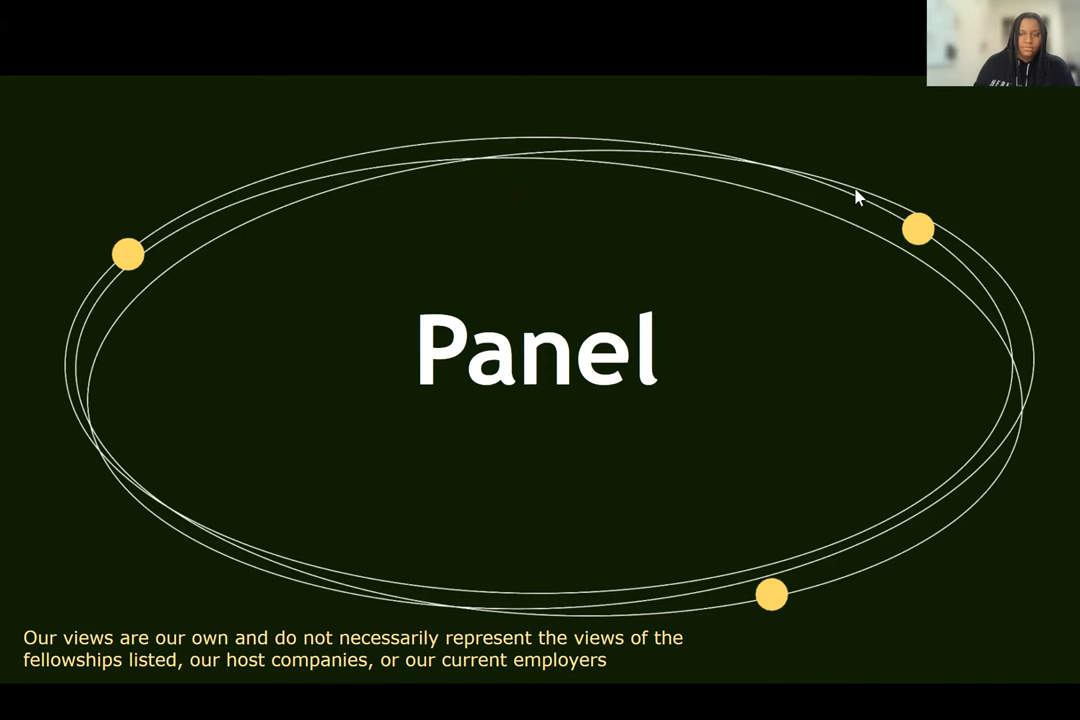 Panel
Our views are our own and do not necessarily represent the views of the
fellowships listed, our host companies, or our current employers